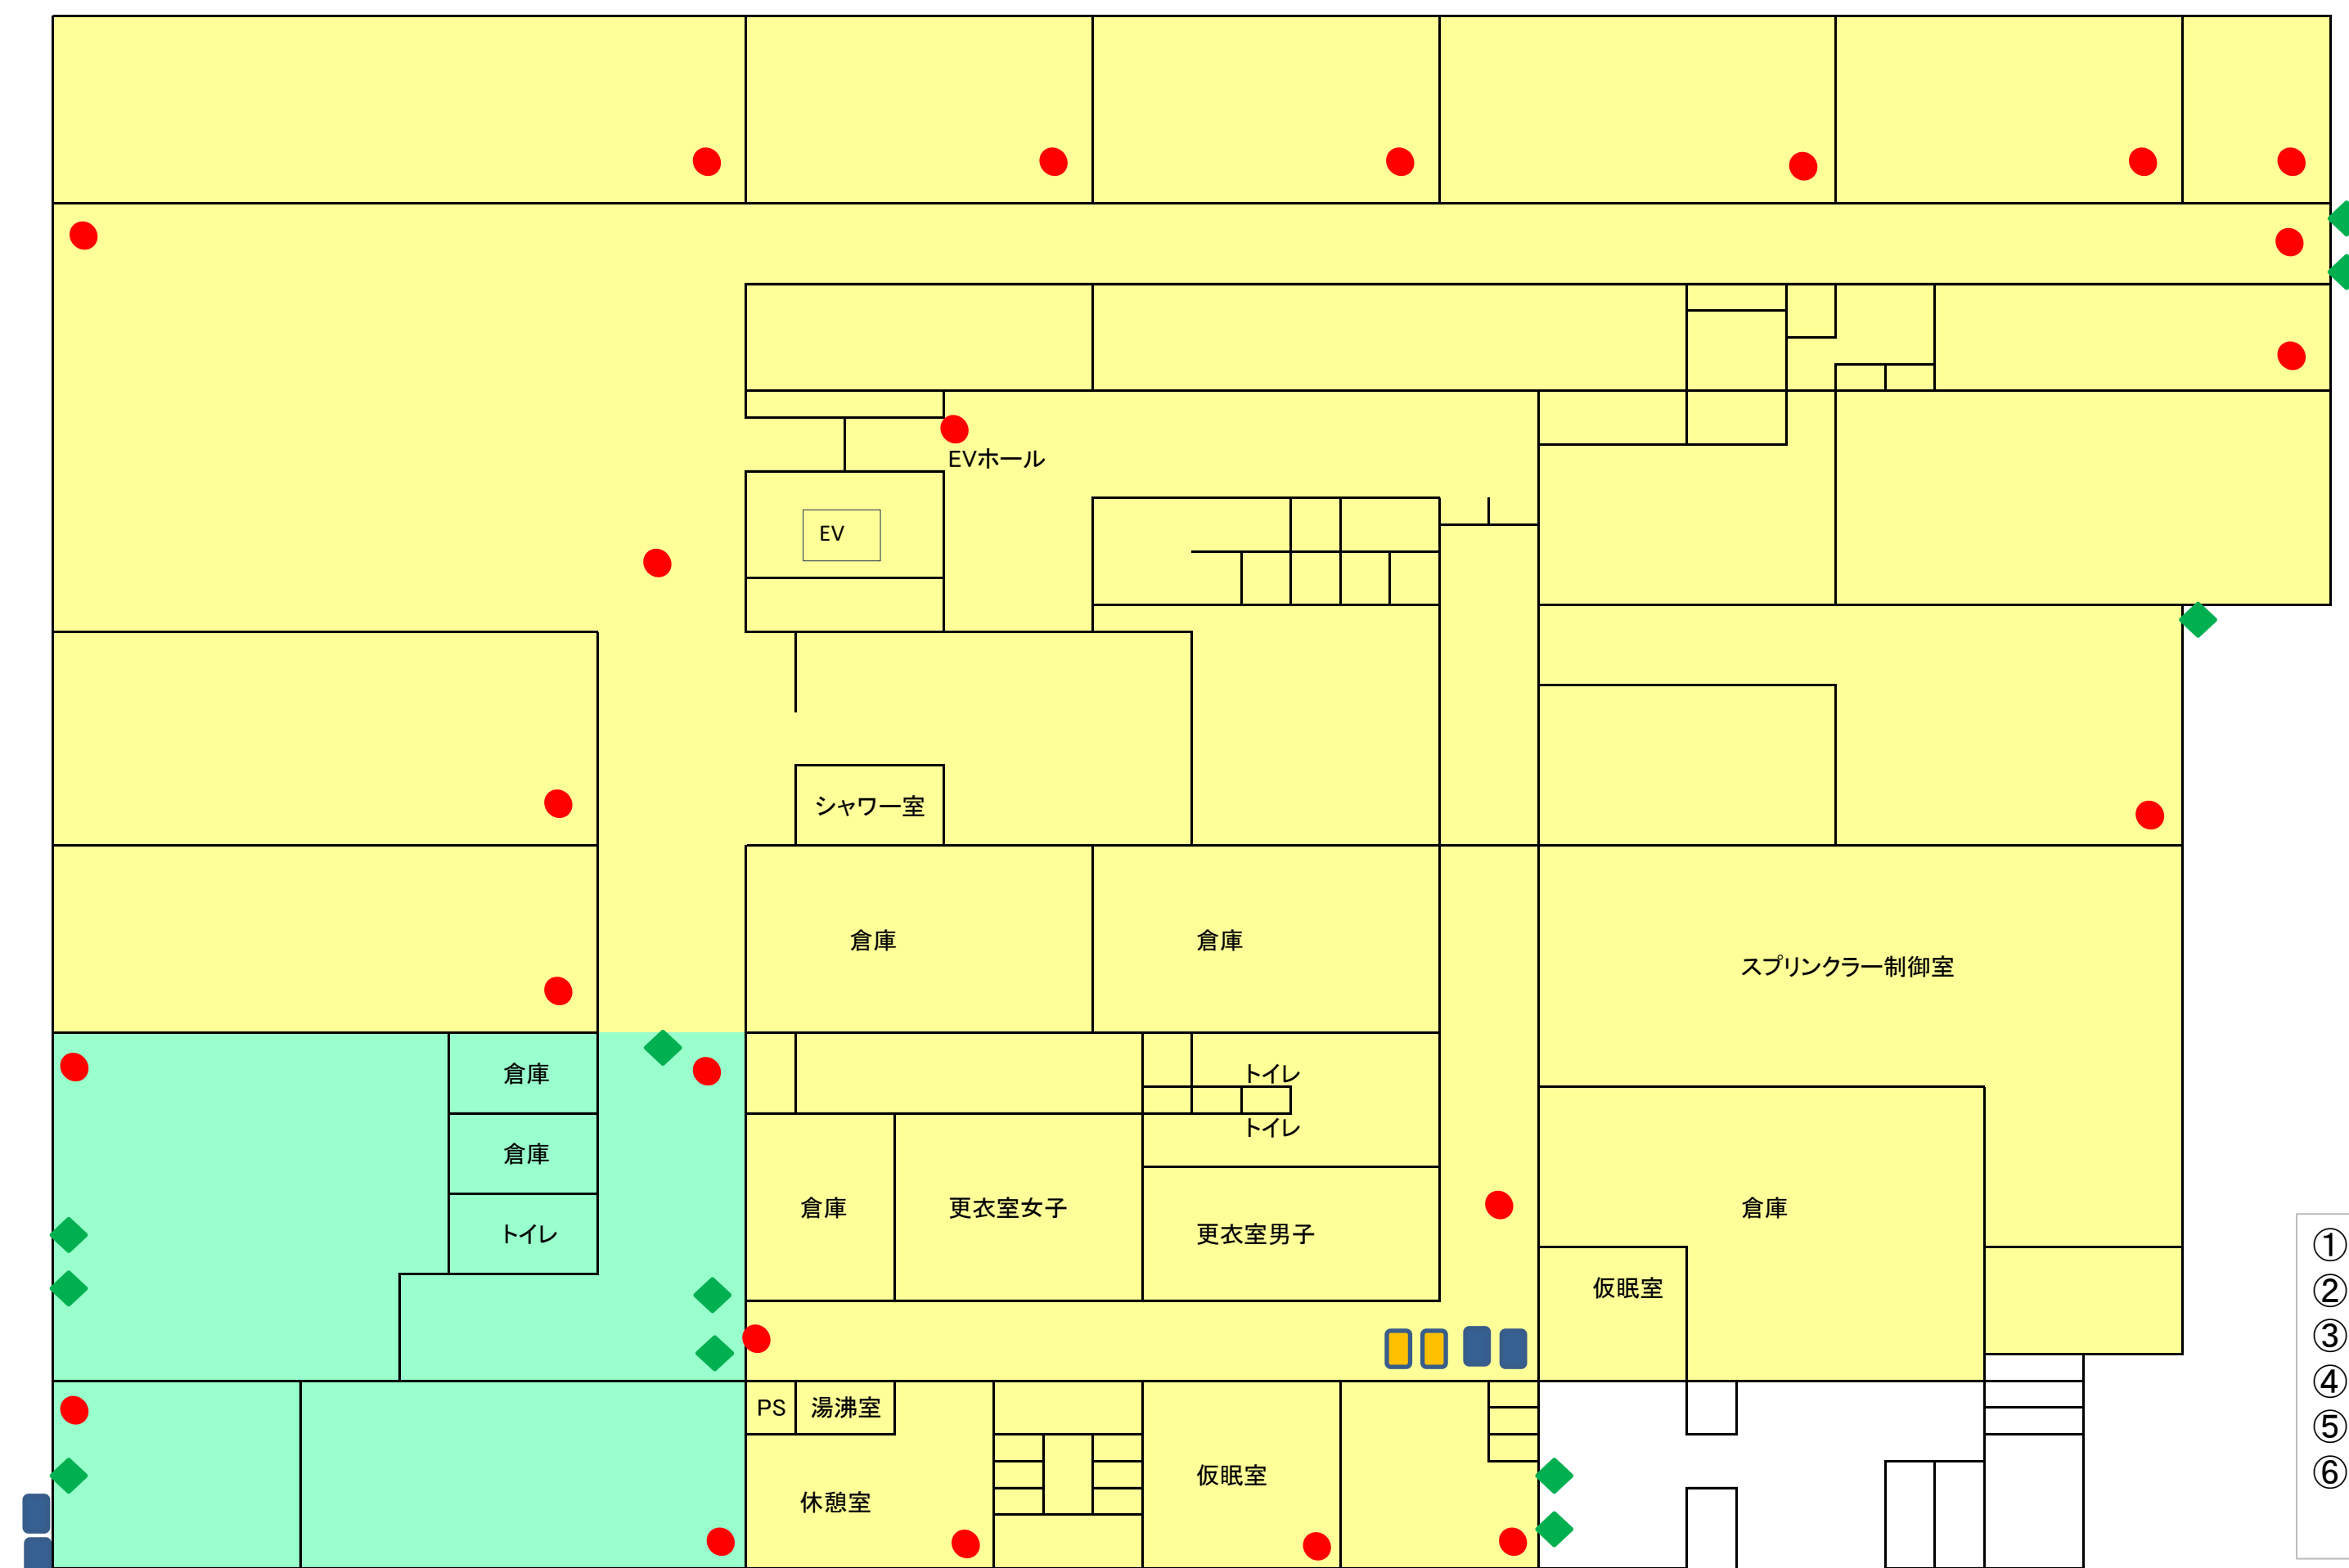 EVホール
EV
シャワー室
倉庫
倉庫
スプリンクラー制御室
倉庫
トイレ
トイレ
倉庫
倉庫
更衣室女子
倉庫
トイレ
更衣室男子
仮眠室
①
②
③
④
⑤
⑥
PS
湯沸室
仮眠室
休憩室